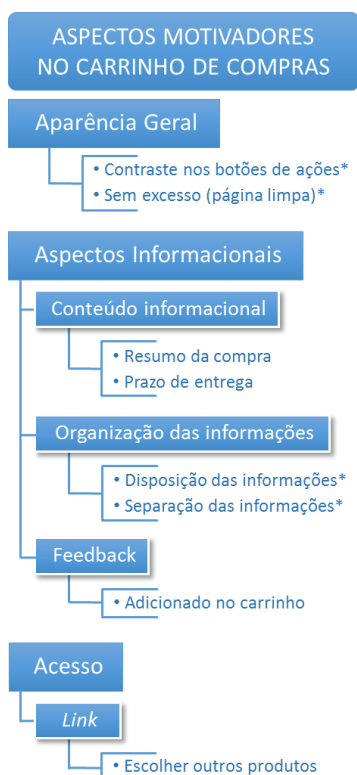 ASPECTOS MOTIVADORES
NO CARRINHO DE COMPRAS
Aparência Geral
• Contraste nos botões de ações*
• Sem excesso (página limpa)*
Aspectos Informacionais
Conteúdo informacional
• Resumo da compra
• Prazo de entrega
Organização das informações
• Disposição das informações*
• Separação das informações*
Feedback
• Adicionado no carrinho
Acesso
Link
• Escolher outros produtos